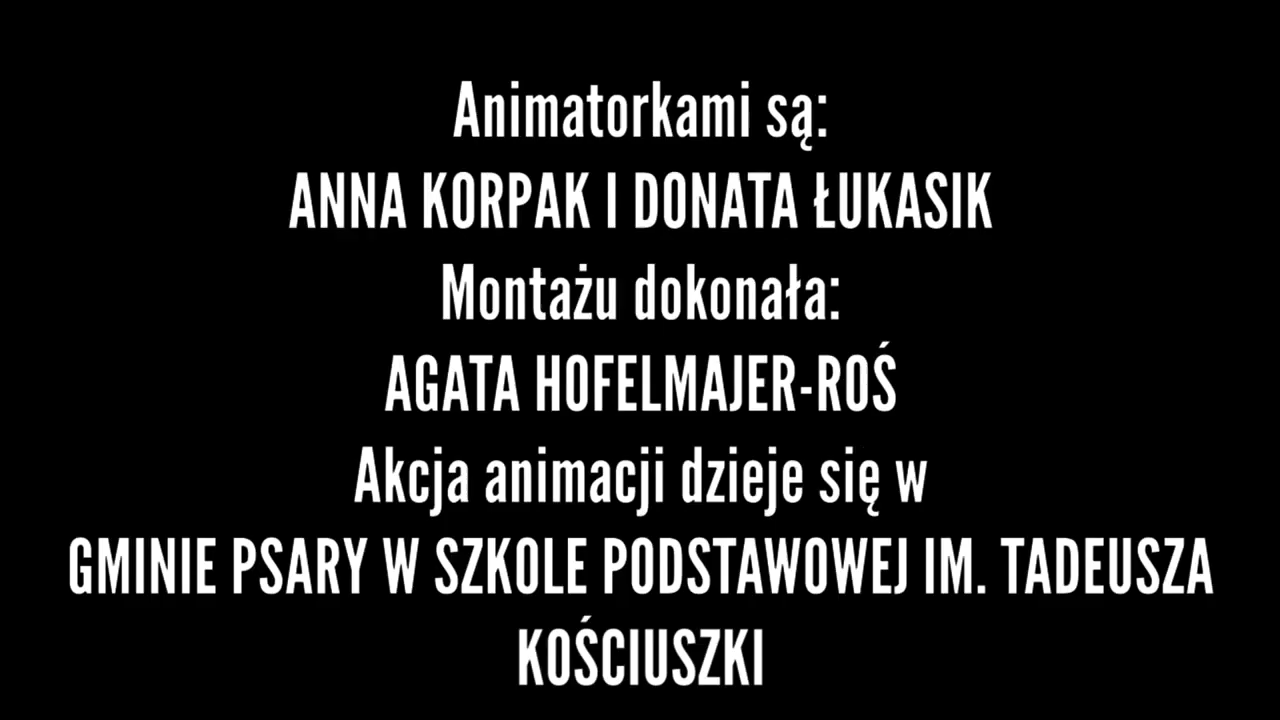 Animatorkami są:
ANNA KORPAK I DONATA ŁUKASIK
Montażu dokonała:
AGATA HOFELMAJER-ROŚ
Akcja animacji dzieje się w
GMINIE PSARY W SZKOLE PODSTAWOWEJ IM. TADEUSZA
KOŚCIUSZKI